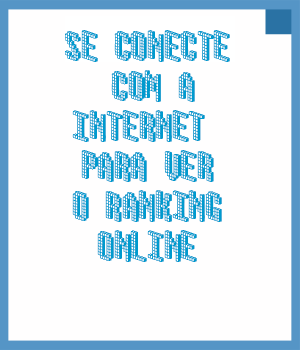 SE CONECTE
COM A
INTERNET
PARA VER
O RANKING
ONLINE